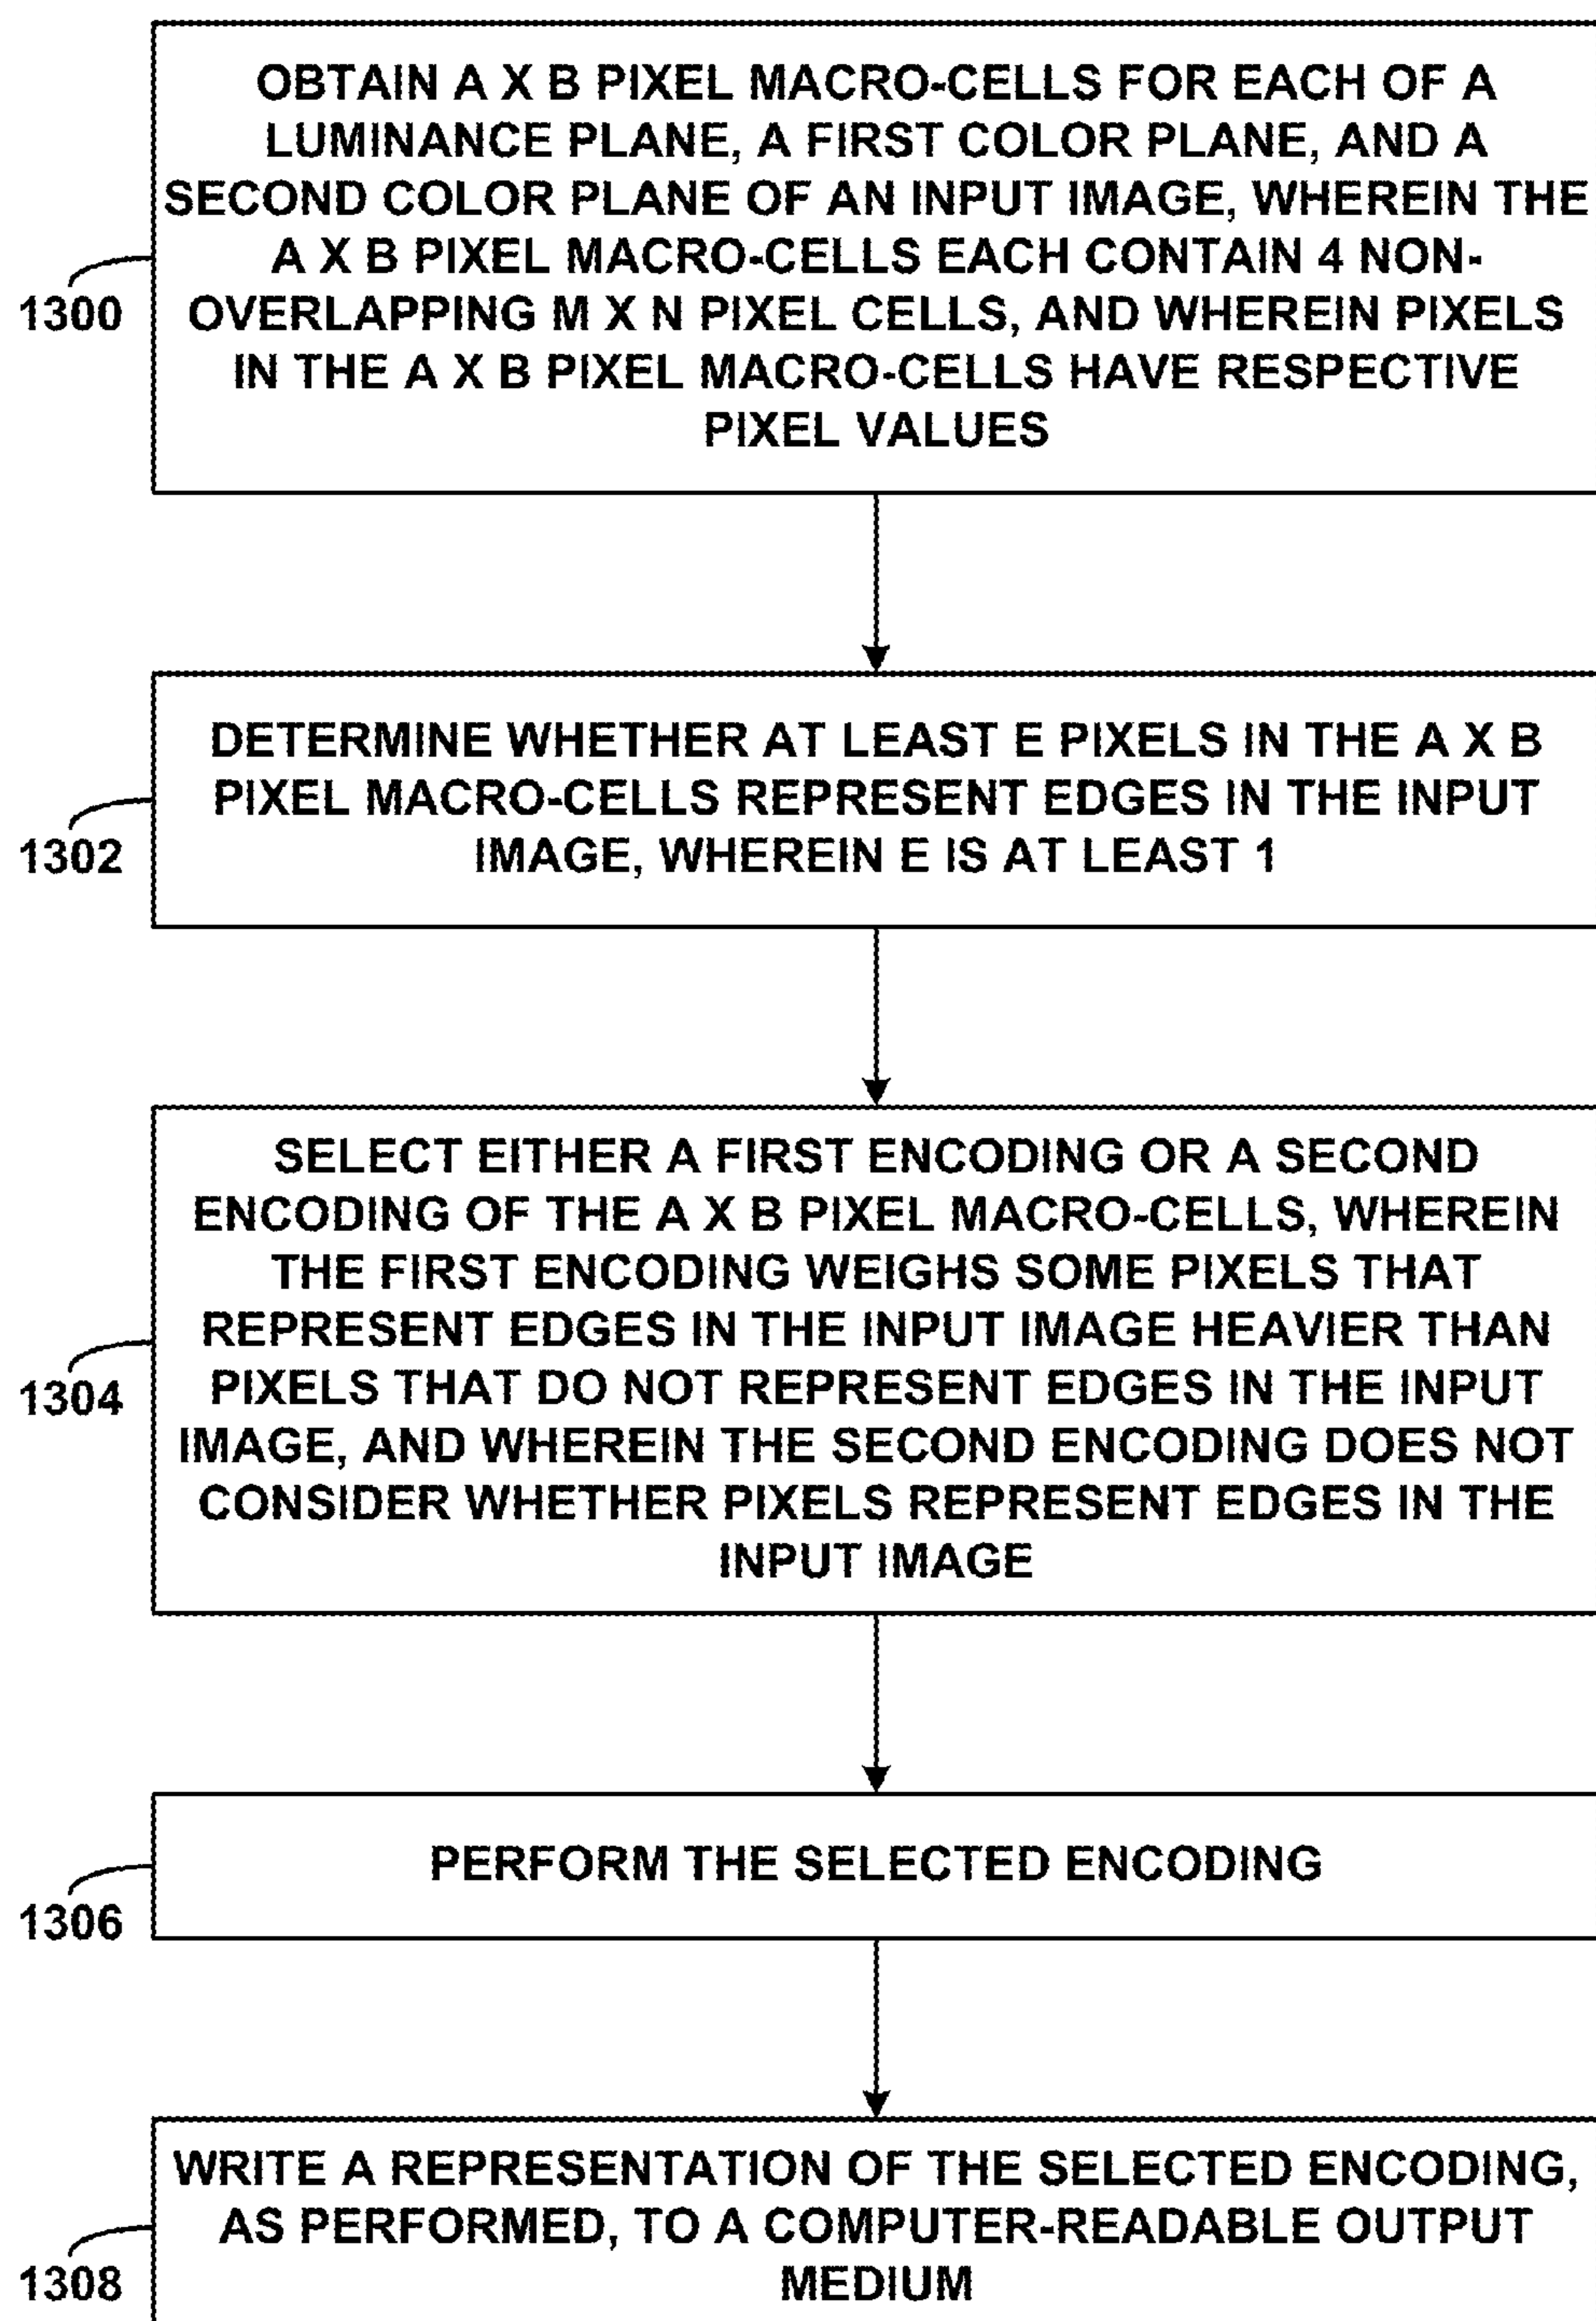 OBTAIN A X B PIXEL MACRO-CELLS FOR EACH OF A
LUMINANCE PLANE, A FIRST COLOR PLANE, AND A
SECOND COLOR PLANE OF AN INPUT IMAGE, WHEREIN THE
A X B PIXEL MACRO-CELLS EACH CONTAIN 4 NON-
OVERLAPPING M X N PIXEL CELLS, AND WHEREIN PIXELS
IN THE A X B PIXEL MACRO-CELLS HAVE RESPECTIVE
PIXEL VALUES
1300
DETERMINE WHETHER AT LEAST E PIXELS IN THE A X B
PIXEL MACRO-CELLS REPRESENT EDGES IN THE INPUT
IMAGE, WHEREIN E IS AT LEAST 1
1302
SELECT EITHER A FIRST ENCODING OR A SECOND
ENCODING OF THE A X B PIXEL MACRO-CELLS, WHEREIN
THE FIRST ENCODING WEIGHS SOME PIXELS THAT
REPRESENT EDGES IN THE INPUT IMAGE HEAVIER THAN
PIXELS THAT DO NOT REPRESENT EDGES IN THE INPUT
IMAGE, AND WHEREIN THE SECOND ENCODING DOES NOT
CONSIDER WHETHER PIXELS REPRESENT EDGES IN THE
INPUT IMAGE
1304
PERFORM THE SELECTED ENCODING
1306
WRITE A REPRESENTATION OF THE SELECTED ENCODING,
AS PERFORMED, TO A COMPUTER-READABLE OUTPUT
MEDIUM
1308